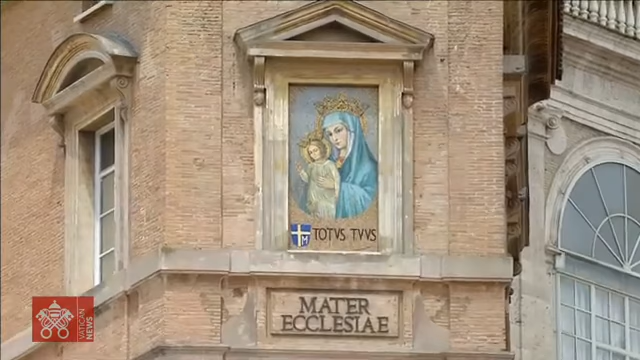 TOTVS TVVS
M
MATER
ECCLESIAE
VATICAN
NEWS